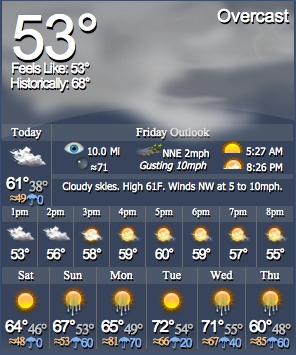 53°
Overcast
Feels Like: 53°
Historically: 68°
Today
Friday Outlook
10.0 Mi
NNE 2mph
5:27 AM
≈71
Gusting 10mph
8:26 PM
61° 38°
≈49 0
Cloudy skies. High 61F. Winds NW at 5 to 10mph.
1pm 2pm 3pm 4pm 5pm 6pm 7pm 8pm
53° 56° 58° 59° 60° 59° 57° 55°
Sat Sun Mon Tue Wed Thu
64° 46° 67° 53° 65° 49° 72° 54° 71° 55° 60° 48°
≈48 0 ≈53 60 ≈81 70 ≈66 20 ≈67 40 ≈85 60